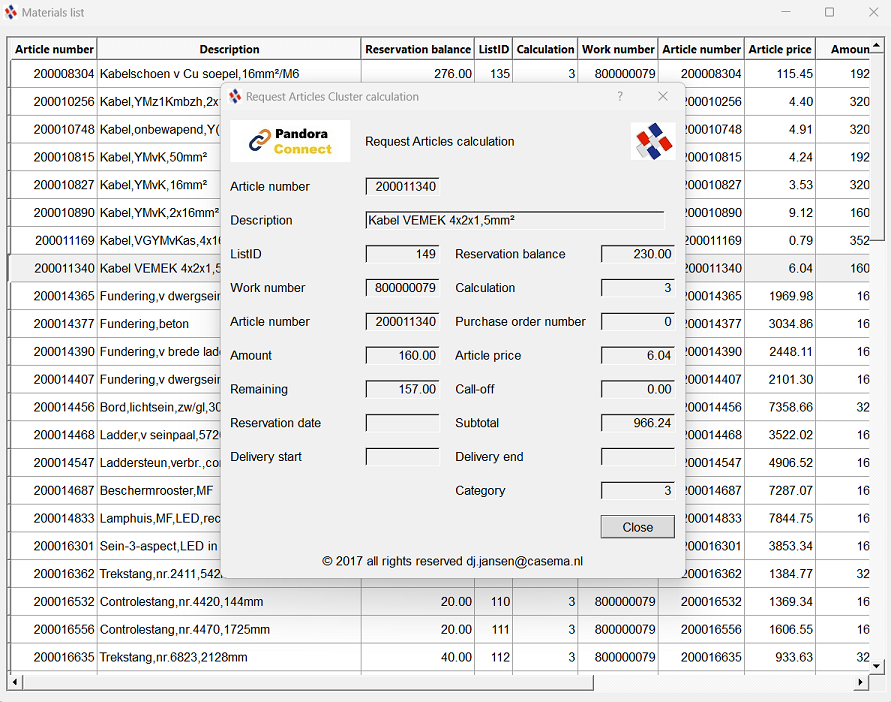 Materials list
Article number Description Reservation balance ListID Calculation Work number Article number Article price Amoun
200008304 Kabelschoen v Cu soepel,16mm²/M6 276.00 135 3 800000079 200008304 115.45 192
200010256 Kabel,YMz1Kmbzh,2x 200010256 4.40 320
200010748 Kabel,onbewapend,Y( 200010748 4.91 320
200010815 Kabel,YMvK,50mm² 200010815 4.24 192
200010827 Kabel,YMvK,16mm² 200010827 3.53 320
200010890 Kabel,YMvK,2x16mm² 200010890 9.12 160
200011169 Kabel,VGYMvKas,4x16 200011169 0.79 352
200011340 Kabel VEMEK 4x2x1,5 200011340 6.04 160
200014365 Fundering,v dwergsein 200014365 1969.98 16
200014377 Fundering,beton 200014377 3034.86 16
200014390 Fundering,v brede lad 200014390 2448.11 16
200014407 Fundering,v dwergsein 200014407 2101.30 16
200014456 Bord,lichtsein,zw/gl,30 200014456 7358.66 32
200014468 Ladder,v seinpaal,572 200014468 3522.02 16
200014547 Laddersteun,verbr.,co 200014547 4906.52 16
200014687 Beschermrooster,MF 200014687 7287.07 16
200014833 Lamphuis,MF,LED,rec 200014833 7844.75 16
200016301 Sein-3-aspect,LED in 200016301 3853.34 16
200016362 Trekstang,nr.2411,542 200016362 1384.77 32
200016532 Controlestang,nr.4420,144mm 20.00 110 3 800000079 200016532 1369.34 16
200016556 Controlestang,nr.4470,1725mm 20.00 111 3 800000079 200016556 1606.55 16
200016635 Trekstang,nr.6823,2128mm 40.00 112 3 800000079 200016635 933.63 32
Request Articles Cluster calculation ?
Pandora
Connect
Request Articles calculation
Article number 200011340
Description Kabel VEMEK 4x2x1,5mm²
ListID 149 Reservation balance 230.00
Work number 800000079 Calculation 3
Article number 200011340 Purchase order number 0
Amount 160.00 Article price 6.04
Remaining 157.00 Call-off 0.00
Reservation date Subtotal 966.24
Delivery start Delivery end
Category 3
Close
© 2017 all rights reserved dj.jansen@casema.nl